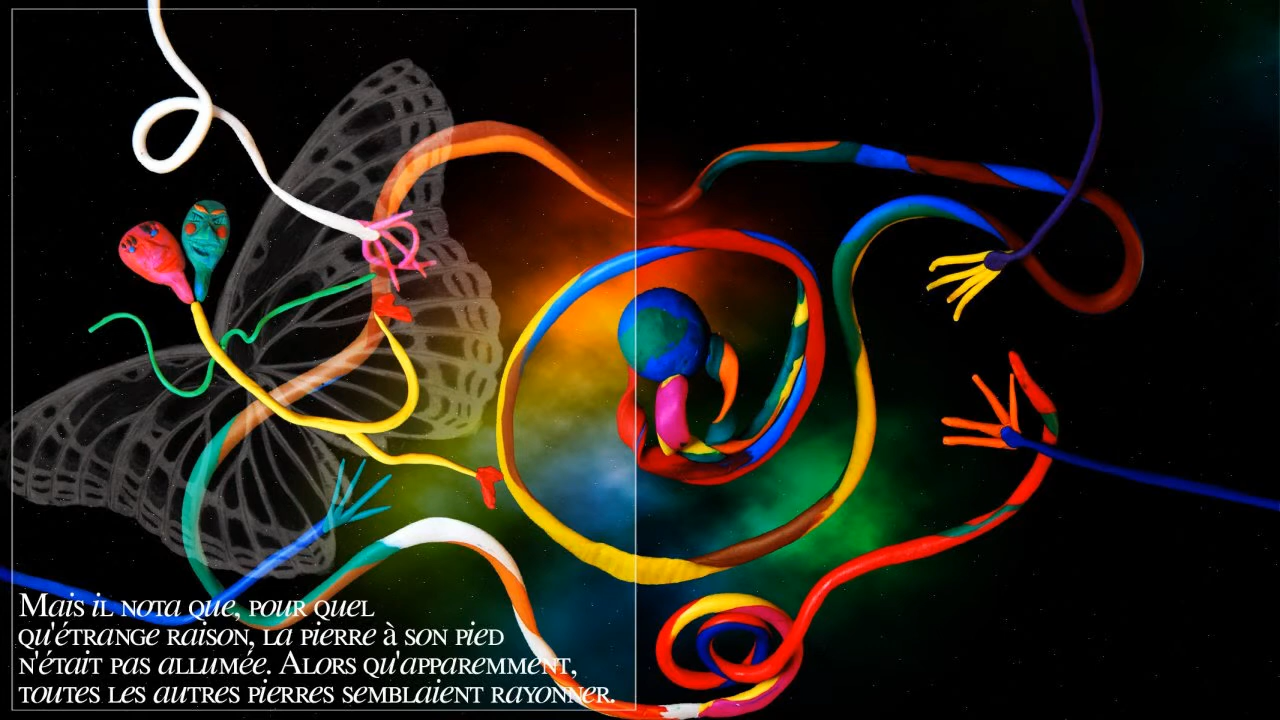 Mais il nota que, pour quel
qu'étrange raison, la pierre à son pied
n'était pas allumée. Alors qu'apparemment,
toutes les autres pierres semblaient rayonner.